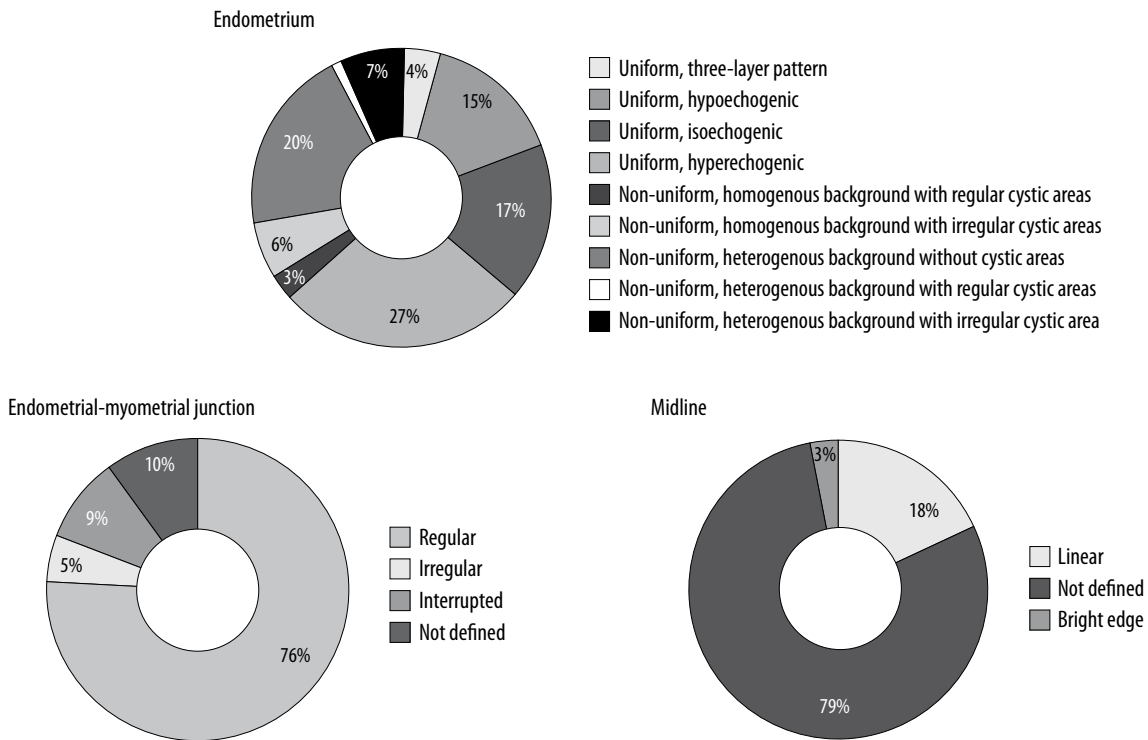 Endometrium
7%
4%
15%
20%
17%
6%
3%
27%
Uniform, three-layer pattern
Uniform, hypoechogenic
Uniform, isoechogenic
Uniform, hyperechogenic
Non-uniform, homogenous background with regular cystic areas
Non-uniform, homogenous background with irregular cystic areas
Non-uniform, heterogenous background without cystic areas
Non-uniform, heterogenous background with regular cystic areas
Non-uniform, heterogenous background with irregular cystic area
Endometrial-myometrial junction
10%
9%
5%
76%
Regular
Irregular
Interrupted
Not defined
Midline
3%
18%
79%
Linear
Not defined
Bright edge